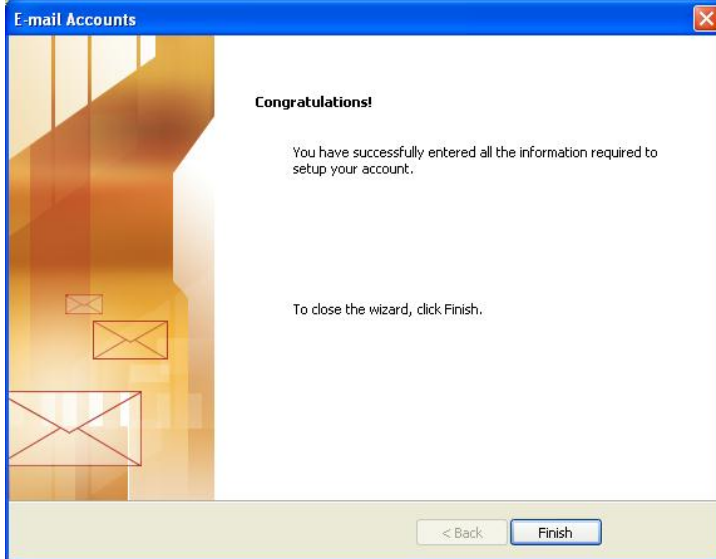 E-mail Accounts
Congratulations!
You have successfully entered all the information required to
setup your account.
To close the wizard, click Finish.
< Back
Finish